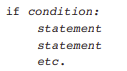 if condition:
    statement
    statement
    etc.